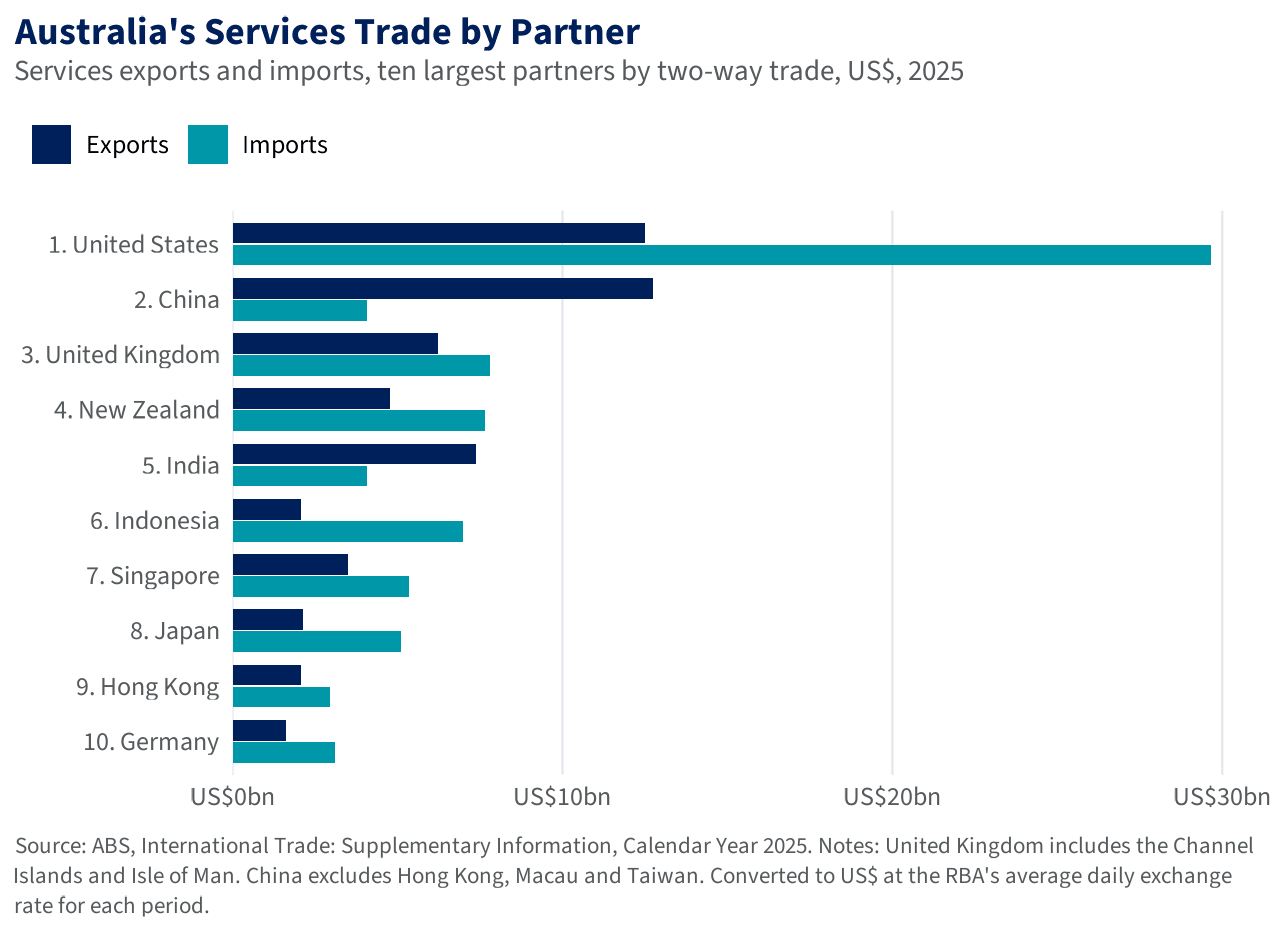 Australia's Services Trade by Partner
Services exports and imports, ten largest partners by two-way trade, US$, 2025
Exports Imports
1. United States
2. China
3. United Kingdom
4. New Zealand
5. India
6. Indonesia
7. Singapore
8. Japan
9. Hong Kong
10. Germany
US$0bn US$10bn US$20bn US$30bn
Source: ABS, International Trade: Supplementary Information, Calendar Year 2025. Notes: United Kingdom includes the Channel
Islands and Isle of Man. China excludes Hong Kong, Macau and Taiwan. Converted to US$ at the RBA's average daily exchange
rate for each period.